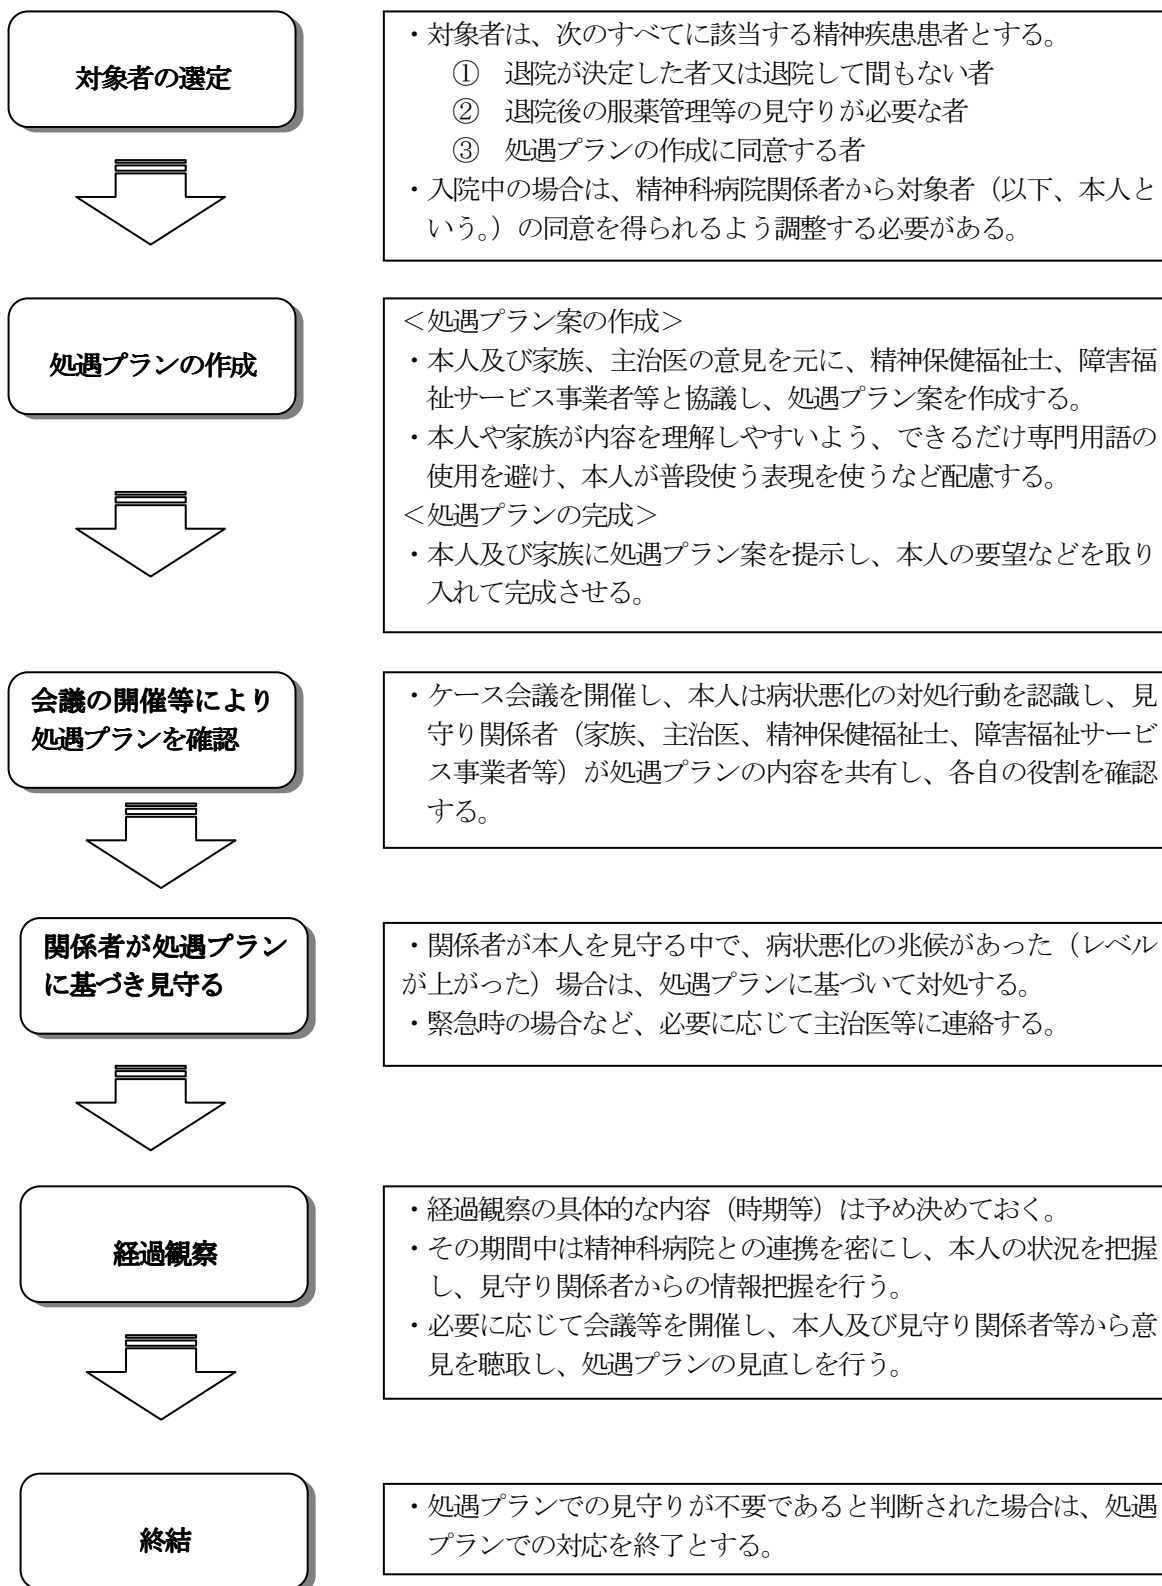 対象者の選定
・対象者は、次のすべてに該当する精神疾患患者とする。
① 退院が決定した者又は退院して間もない者
② 退院後の服薬管理等の見守りが必要な者
③ 処遇プランの作成に同意する者
・入院中の場合は、精神科病院関係者から対象者（以下、本人と
いう。）の同意を得られるよう調整する必要がある。
処遇プランの作成
＜処遇プラン案の作成＞
・本人及び家族、主治医の意見を元に、精神保健福祉士、障害福
祉サービス事業者等と協議し、処遇プラン案を作成する。
・本人や家族が内容を理解しやすいよう、できるだけ専門用語の
使用を避け、本人が普段使う表現を使うなど配慮する。
＜処遇プランの完成＞
・本人及び家族に処遇プラン案を提示し、本人の要望などを取り
入れて完成させる。
会議の開催等により
処遇プランを確認
・ケース会議を開催し、本人は病状悪化の対処行動を認識し、見
守り関係者（家族、主治医、精神保健福祉士、障害福祉サービ
ス事業者等）が処遇プランの内容を共有し、各自の役割を確認
する。
関係者が処遇プラン
に基づき見守る
・関係者が本人を見守る中で、病状悪化の兆候があった（レベル
が上がった）場合は、処遇プランに基づいて対処する。
・緊急時の場合など、必要に応じて主治医等に連絡する。
経過観察
・経過観察の具体的な内容（時期等）は予め決めておく。
・その期間中は精神科病院との連携を密にし、本人の状況を把握
し、見守り関係者からの情報把握を行う。
・必要に応じて会議等を開催し、本人及び見守り関係者等から意
見を聴取し、処遇プランの見直しを行う。
終結
・処遇プランでの見守りが不要であると判断された場合は、処遇
プランでの対応を終了とする。